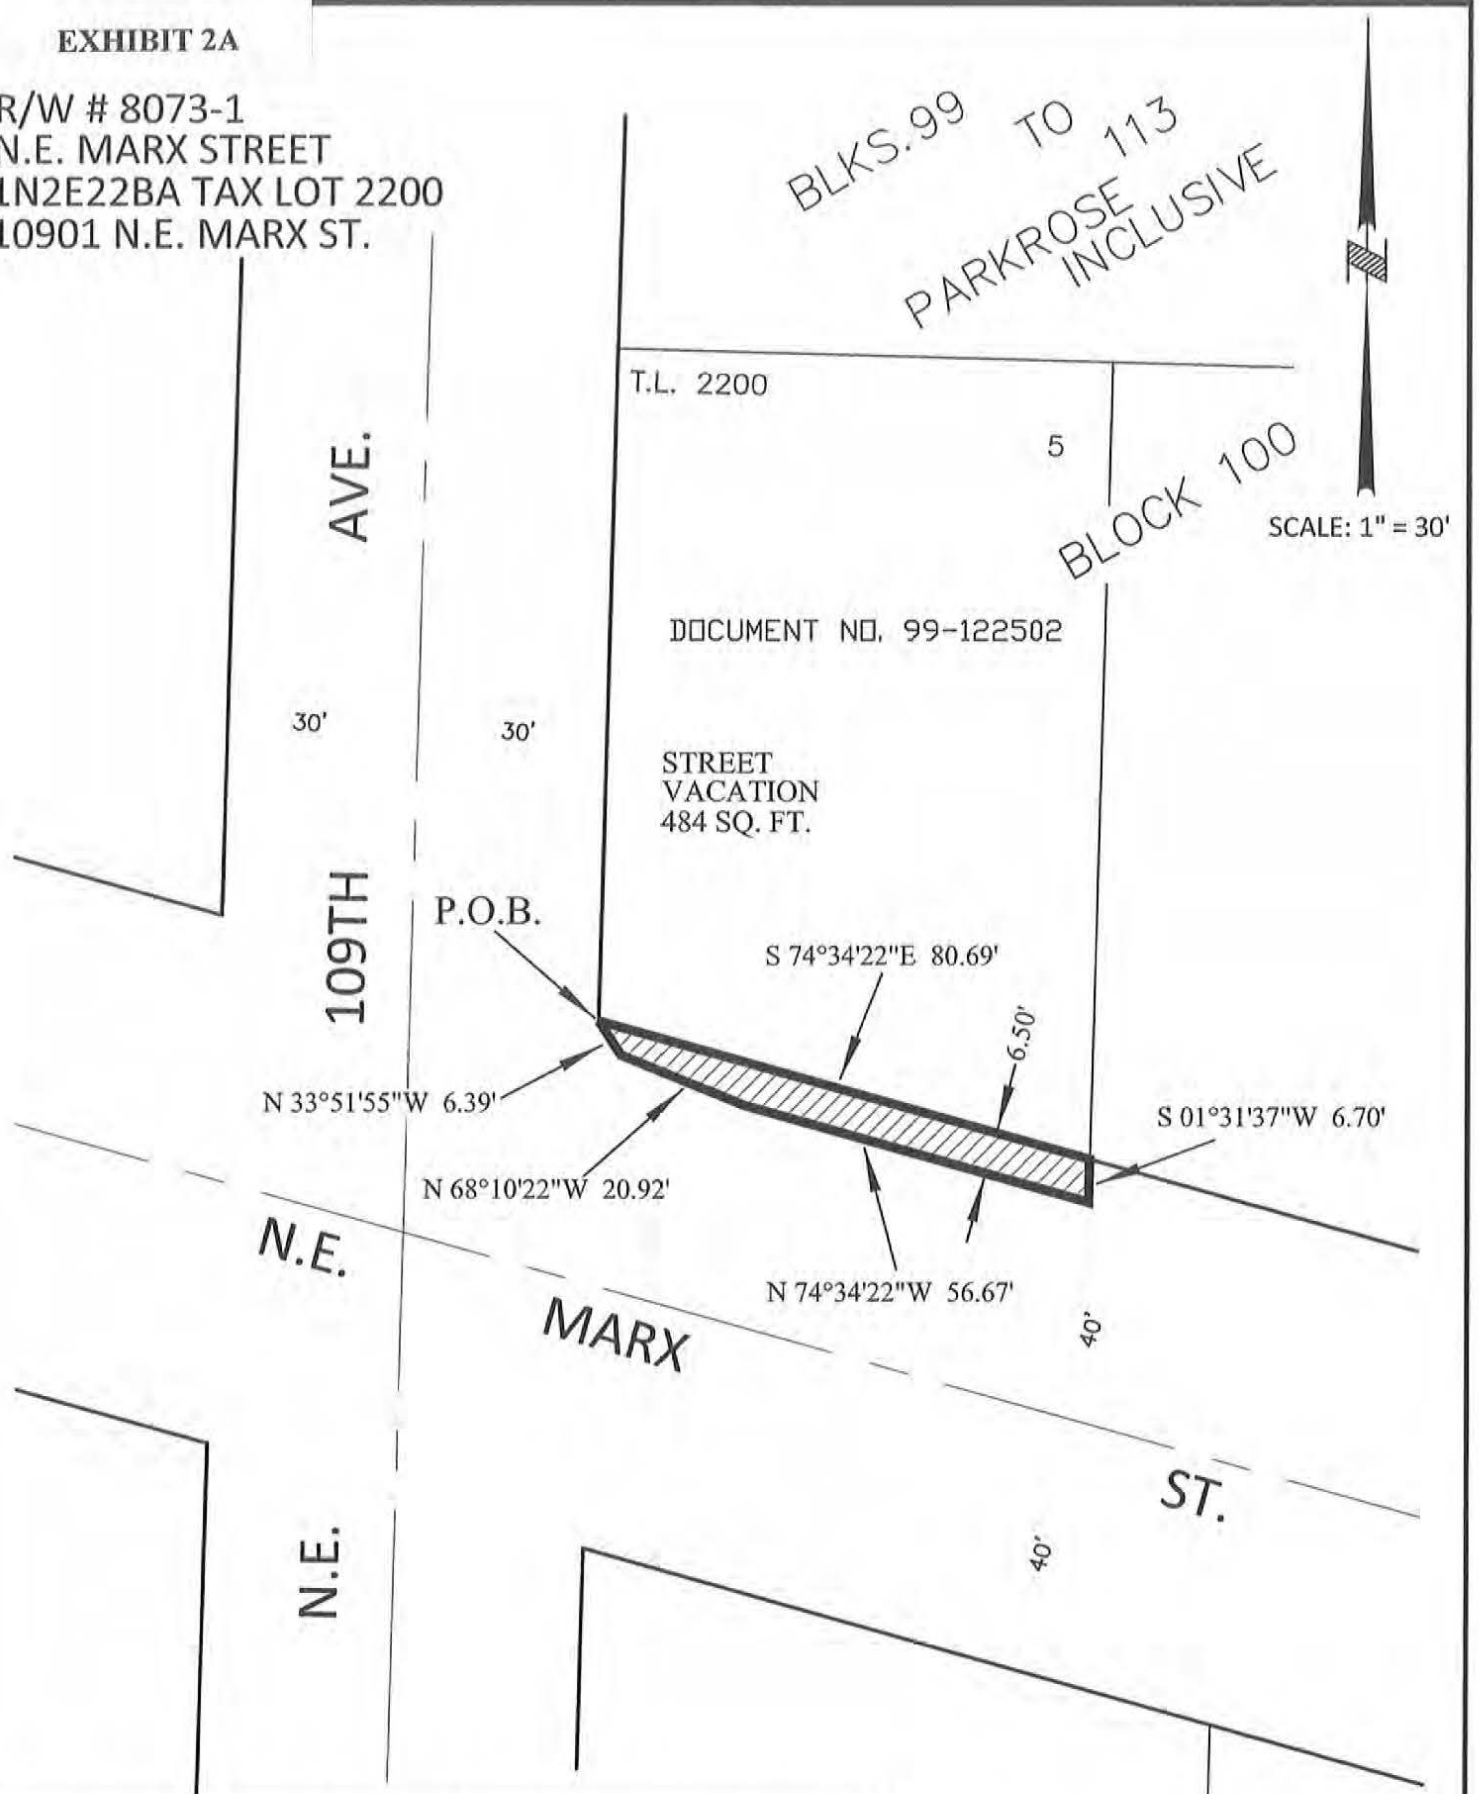 EXHIBIT 2A
R/W # 8073-1
N.E. MARX STREET
1N2E22BA TAX LOT 2200
10901 N.E. MARX ST.
BLKS.99 TO 113
PARKROSE
INCLUSIVE
T.L. 2200
5
BLOCK 100
SCALE: 1" = 30'
AVE.
DOCUMENT NO. 99-122502
30'
30'
STREET
VACATION
484 SQ. FT.
109TH
P.O.B.
S 74°34'22"E 80.69'
6.50'
N 33°51'55"W 6.39'
S 01°31'37"W 6.70'
N 68°10'22"W 20.92'
N.E.
MARX
N 74°34'22"W 56.67'
40'
ST.
40'
N.E.